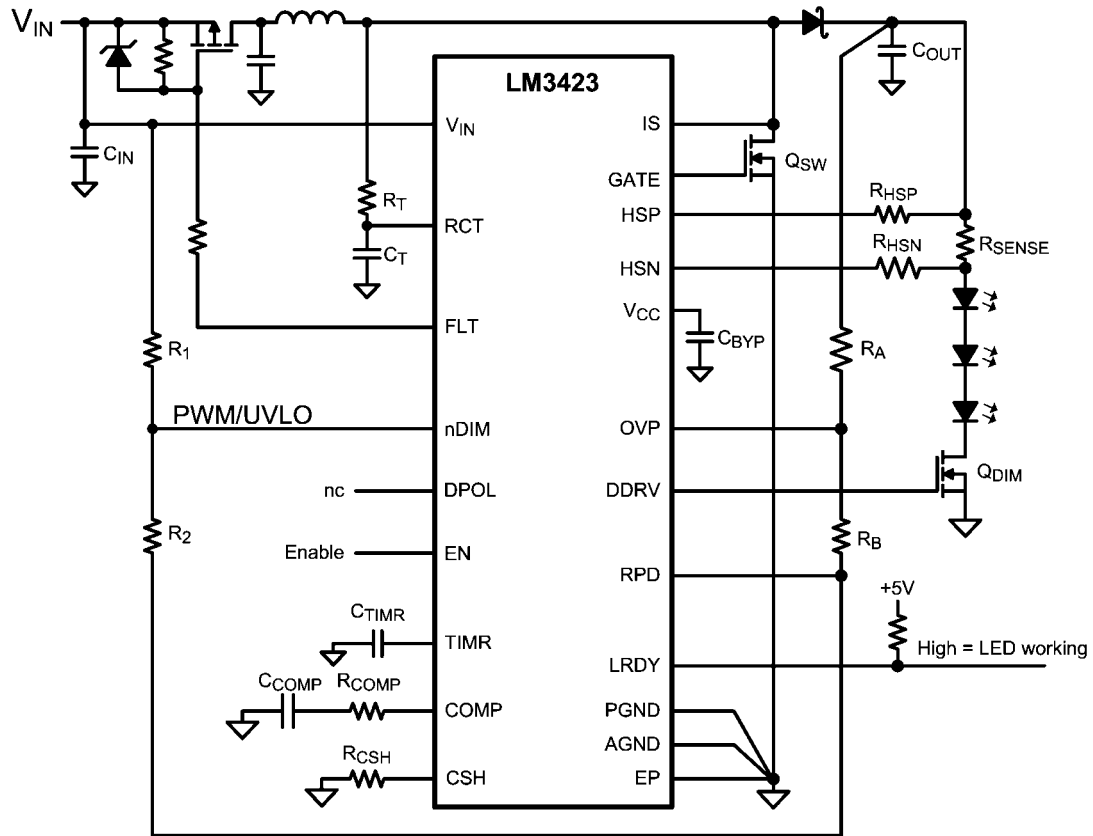 VIN
LM3423
COUT
VIN
IS
CIN
QSW
GATE
RT
RHSP
HSP
RCT
RHSN
RSENSE
CT
HSN
VCC
FLT
CBYP
R1
RA
PWM/UVLO
nDIM
OVP
QDIM
nc
DPOL
DDRV
R2
RB
Enable
EN
RPD
+5V
CTIMR
TIMR
High = LED working
LRDY
CCOMP
RCOMP
COMP
PGND
AGND
RCSH
CSH
EP